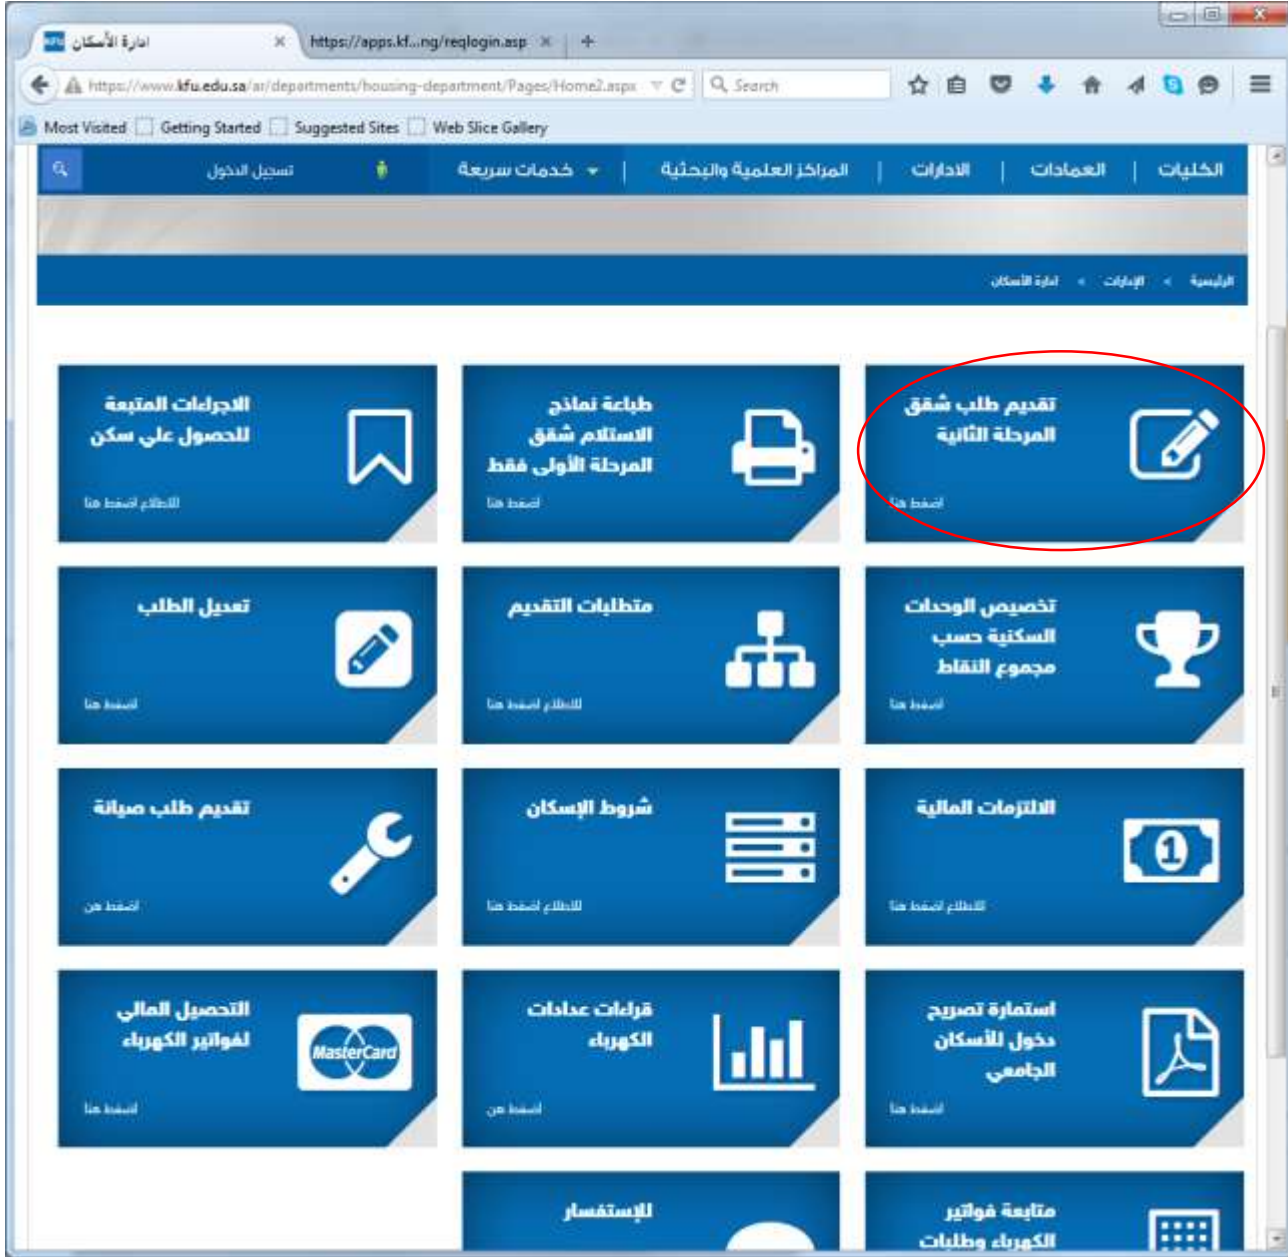 ادارة الأسكان
https://apps.kf...ng/reqlogin.asp
https://www.kfu.edu.sa/ar/departments/housing-department/Pages/Home2.aspx
Search
Most Visited
Getting Started
Suggested Sites
Web Slice Gallery
الكليات | العمادات | الادارات | المراكز العلمية والبحثية | خدمات سريعة
تسجيل الدخول
الرئيسية > الإدارات > ادارة الأسكان
تقديم طلب شقق
المرحلة الثانية
اضغط هنا
طباعة نماذج
الاستلام شقق
المرحلة الأولى فقط
اضغط هنا
الاجراءات المتبعة
للحصول علي سكن
للاطلاع اضغط هنا
تخصيص الوحدات
السكنية حسب
مجموع النقاط
اضغط هنا
متطلبات التقديم
للاطلاع اضغط هنا
تعديل الطلب
اضغط هنا
الالتزمات المالية
للاطلاع اضغط هنا
شروط الإسكان
للاطلاع اضغط هنا
تقديم طلب صيانة
اضغط هن
استمارة تصريح
دخول للأسكان
الجامعي
اضغط هنا
قراءات عدادات
الكهرباء
اضغط هن
التحصيل المالي
لفواتير الكهرباء
MasterCard
اضغط هنا
متابعة فواتير
الكهرباء وطلبات
للإستفسار